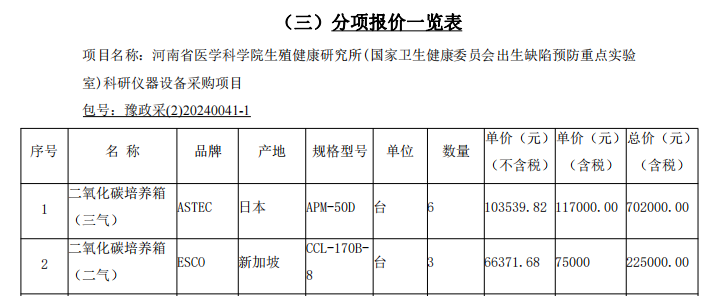 （三）分项报价一览表
项目名称：河南省医学科学院生殖健康研究所(国家卫生健康委员会出生缺陷预防重点实验
室)科研仪器设备采购项目
包号：豫政采(2)20240041-1
序号 名 称 品牌 产地 规格型号 单位 数量 单价（元）（不含税） 单价（元）（含税） 总价（元）（含税）
1 二氧化碳培养箱（三气） ASTEC 日本 APM-50D 台 6 103539.82 117000.00 702000.00
2 二氧化碳培养箱（二气） ESCO 新加坡 CCL-170B-8 台 3 66371.68 75000 225000.00